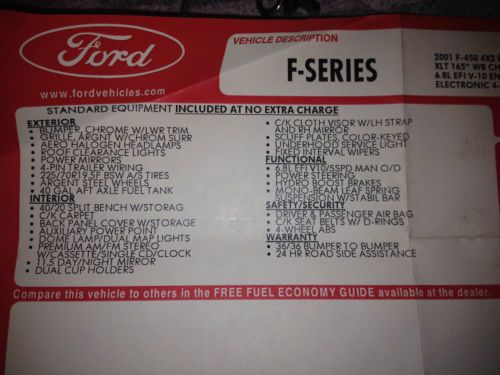 Ford
www.fordvehicles.com
VEHICLE DESCRIPTION
F-SERIES
2001 F-450 4X2
XLT 165" WB CH
6.8L EFI V-10 EN
ELECTRONIC 4-
STANDARD EQUIPMENT INCLUDED AT NO EXTRA CHARGE
EXTERIOR
• BUMPER, CHROME W/LWR TRIM
• GRILLE, ARGNT W/CHROM SURR
• AERO HALOGEN HEADLAMPS
• ROOF CLEARANCE LIGHTS
• POWER MIRRORS
• 4-PIN TRAILER WIRING
• 225/70R19.5F BSW A/S TIRES
• ARGENT STEEL WHEELS
• 40 GAL AFT AXLE FUEL TANK
INTERIOR
• 40/20 SPLIT BENCH W/STORAG
• C/K CARPET
• BACK PANEL COVER W/STORAGE
• AUXILIARY POWER POINT
• DOME LAMP/DUAL MAP LIGHTS
• PREMIUM AM/FM STEREO
W/CASSETTE/SINGLE CD/CLOCK
• 11.5 DAY/NIGHT MIRROR
• DUAL CUP HOLDERS
• C/K CLOTH VISOR W/LH STRAP
AND RH MIRROR
• SCUFF PLATES, COLOR-KEYED
• UNDERHOOD SERVICE LIGHT
• FIXED INTERVAL WIPERS
FUNCTIONAL
• 6.8L EFI V10/5SPD MAN O/D
• POWER STEERING
• HYDRO BOOST BRAKES
• MONO-BEAM LEAF SPRING
SUSPENSION W/STABIL BAR
SAFETY/SECURITY
• DRIVER & PASSENGER AIR BAG
• C/K SEAT BELTS W/ D-RINGS
• 4-WHEEL ABS
WARRANTY
• 36/36 BUMPER TO BUMPER
• 24 HR ROAD SIDE ASSISTANCE
Compare this vehicle to others in the FREE FUEL ECONOMY GUIDE available at the dealer.